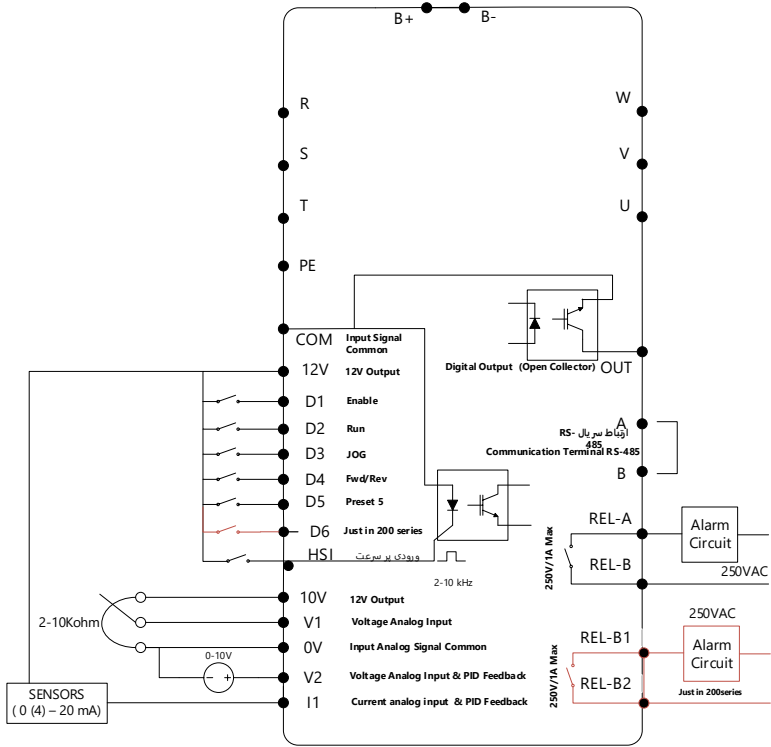 B+ B-
R
W
S
V
T
U
PE
COM Input Signal
Common
12V 12V Output
Digital Output (Open Collector) OUT
D1 Enable
D2 Run
D3 JOG
D4 Fwd/Rev
D5 Preset 5
D6 Just in 200 series
HSI ورودی پر سرعت
2-10 kHz
A
ارتباط سریال RS-
485
Communication Terminal RS-485
B
REL-A
REL-B
250V/1A Max
Alarm
Circuit
250VAC
10V 12V Output
2-10Kohm
V1 Voltage Analog Input
0V Input Analog Signal Common
0-10V
V2 Voltage Analog Input & PID Feedback
I1 Current analog input & PID Feedback
SENSORS
( 0 (4) – 20 mA)
250VAC
REL-B1
REL-B2
250V/1A Max
Alarm
Circuit
Just in 200series